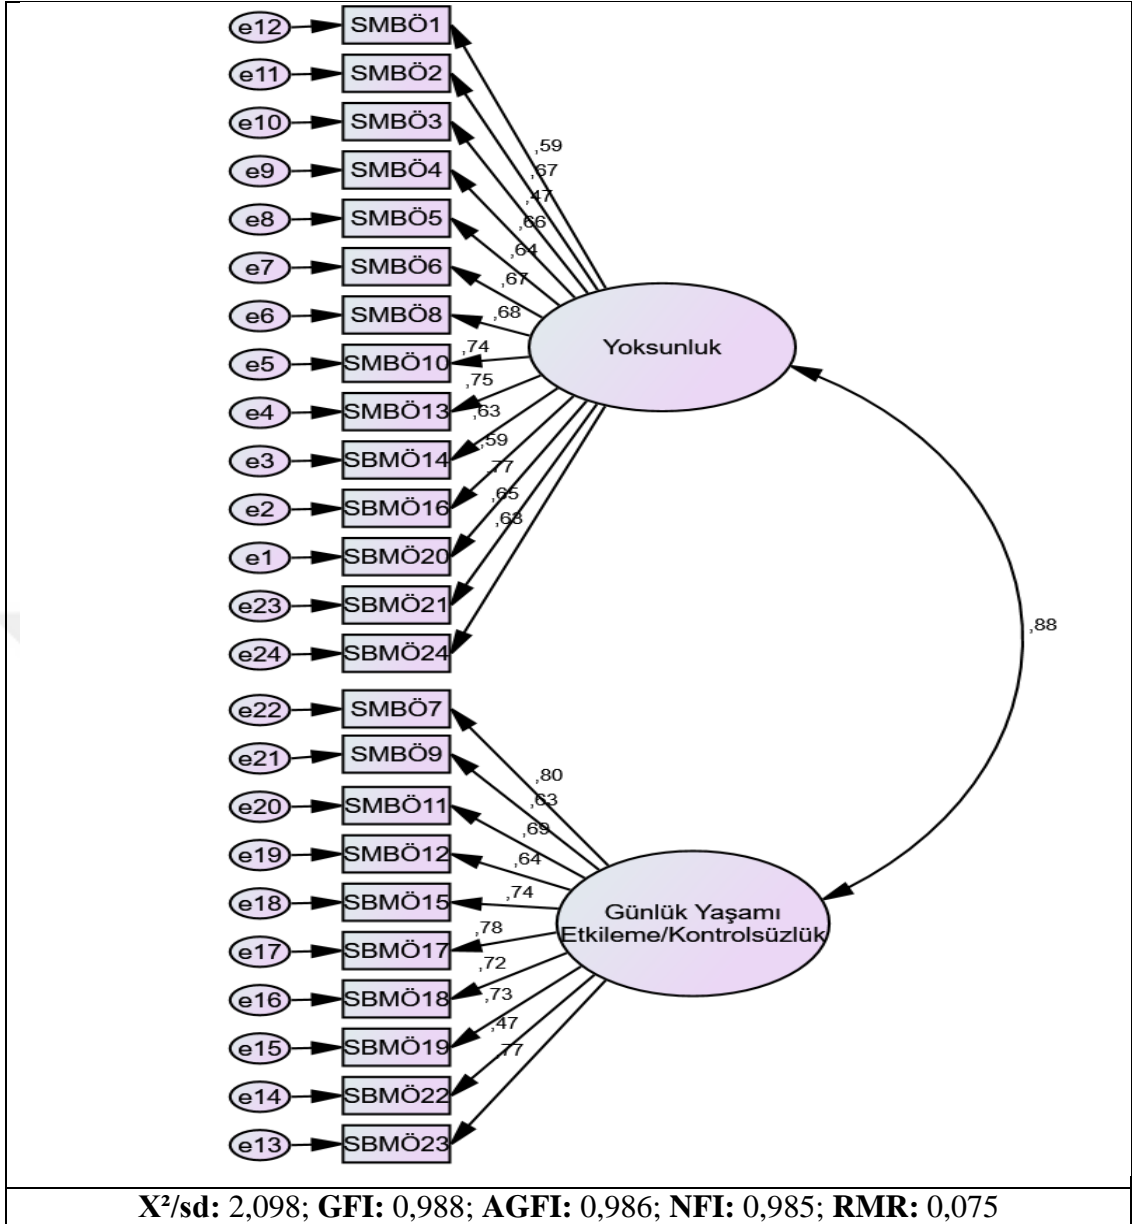 e12 SMBÖ1
e11 SMBÖ2
e10 SMBÖ3
e9 SMBÖ4
e8 SMBÖ5
e7 SMBÖ6
e6 SMBÖ8
e5 SMBÖ10
e4 SMBÖ13
e3 SBMÖ14
e2 SBMÖ16
e1 SBMÖ20
e23 SBMÖ21
e24 SBMÖ24
,59
,67
,47
,66
,64
,67
,68
,74
,75
,63
,59
,77
,65
,63
Yoksunluk
,88
e22 SMBÖ7
e21 SMBÖ9
e20 SMBÖ11
e19 SMBÖ12
e18 SBMÖ15
e17 SBMÖ17
e16 SBMÖ18
e15 SBMÖ19
e14 SBMÖ22
e13 SBMÖ23
,80
,63
,69
,64
,74
,78
,72
,73
,47
,77
Günlük Yaşamı
Etkileme/Kontrolsüzlük
X²/sd: 2,098; GFI: 0,988; AGFI: 0,986; NFI: 0,985; RMR: 0,075